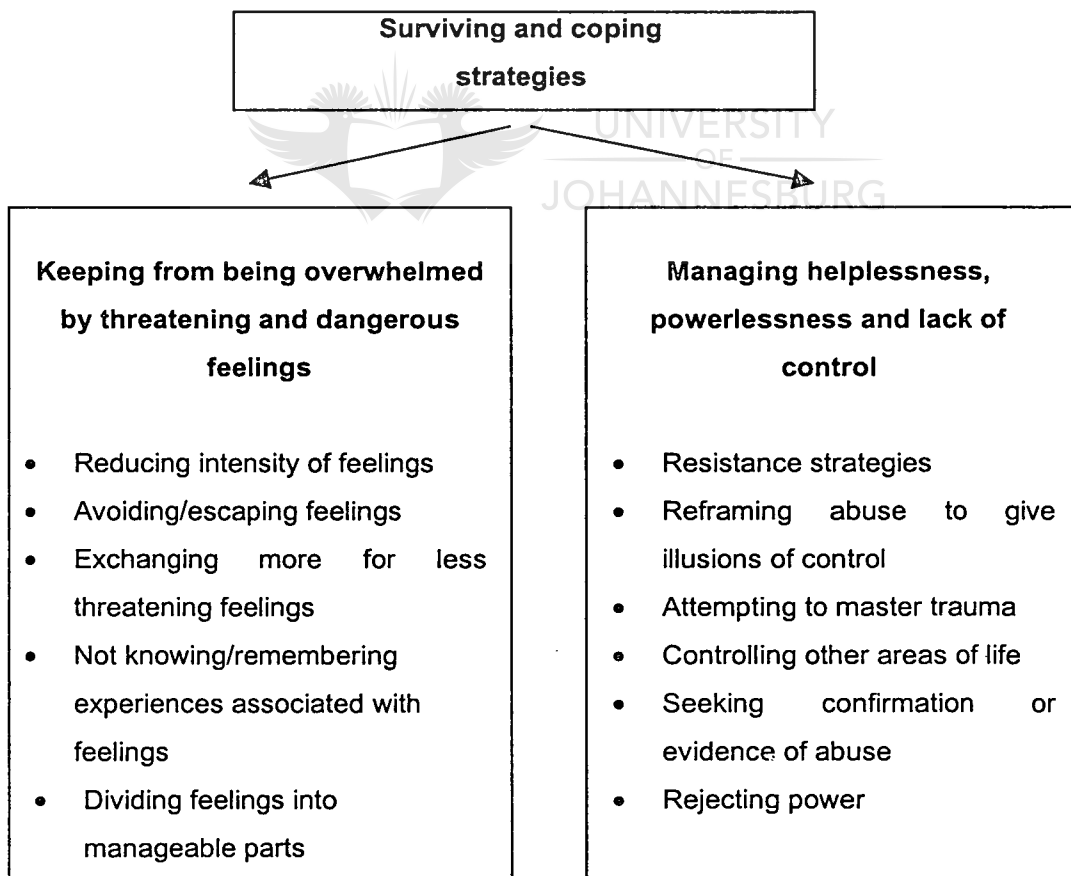 Surviving and coping
strategies
UNIVERSITY
OF
JOHANNESBURG
Keeping from being overwhelmed
by threatening and dangerous
feelings
• Reducing intensity of feelings
• Avoiding/escaping feelings
• Exchanging more for less
threatening feelings
• Not knowing/remembering
experiences associated with
feelings
• Dividing feelings into
manageable parts
Managing helplessness,
powerlessness and lack of
control
• Resistance strategies
• Reframing abuse to give
illusions of control
• Attempting to master trauma
• Controlling other areas of life
• Seeking confirmation or
evidence of abuse
• Rejecting power